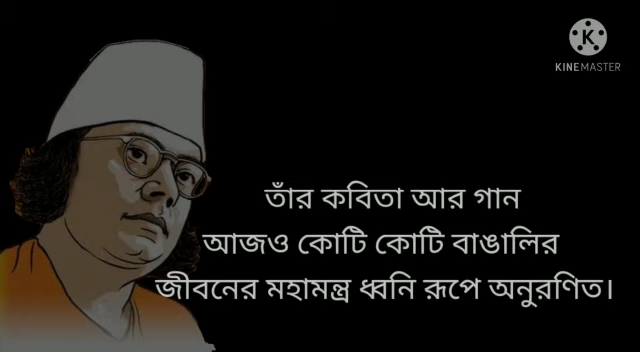 KINEMASTER
তাঁর কবিতা আর গান
আজও কোটি কোটি বাঙালির
জীবনের মহামন্ত্র ধ্বনি রূপে অনুরণিত।